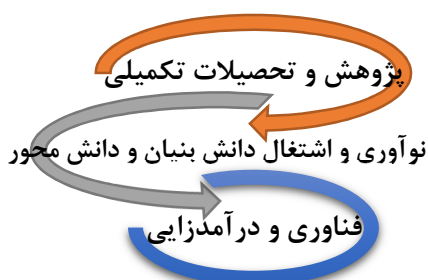 پژوهش و تحصیلات تکمیلی
نوآوری و اشتغال دانش بنیان و دانش محور
فناوری و درآمدزایی